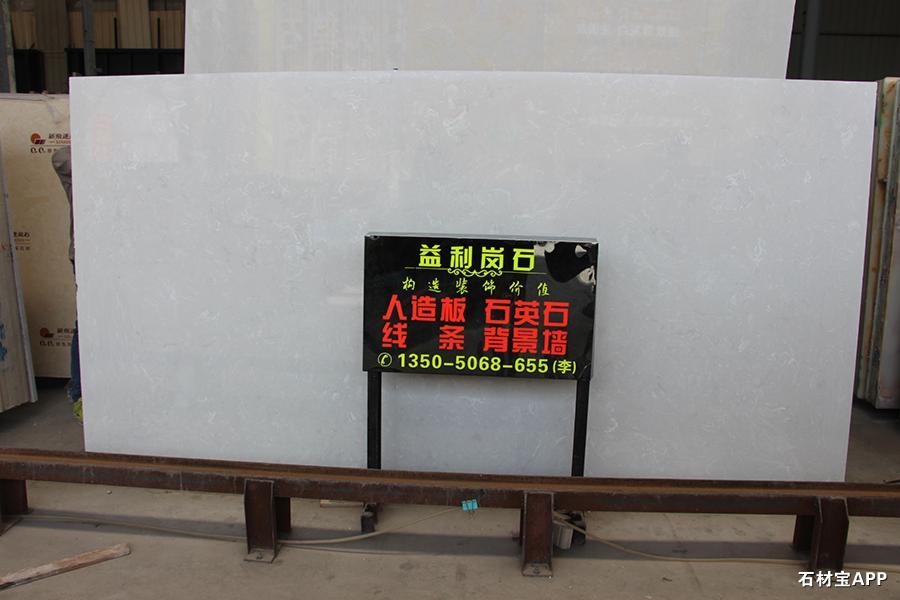 益利岗石
构造装饰价值
人造板 石英石
线 条 背景墙
✆1350-5068-655(李)
石材宝APP